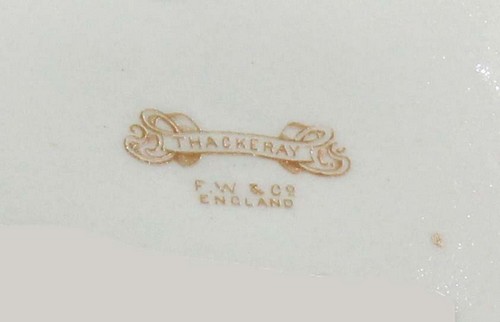 THACKERAY
F. W & Co
ENGLAND